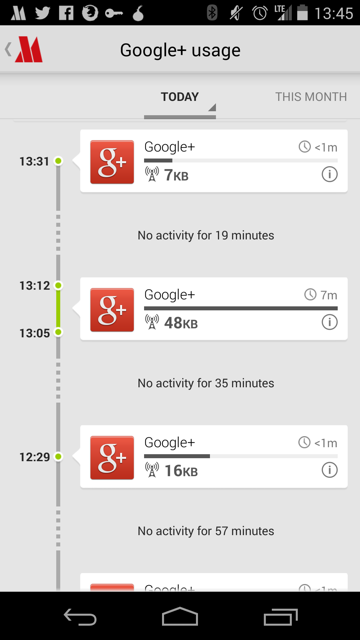 LTE 13:45
Google+ usage
TODAY THIS MONTH
13:31 g+ Google+ <1m
7KB
No activity for 19 minutes
13:12 g+ Google+ 7m
13:05 48KB
No activity for 35 minutes
12:29 g+ Google+ <1m
16KB
No activity for 57 minutes
Google+ <1m